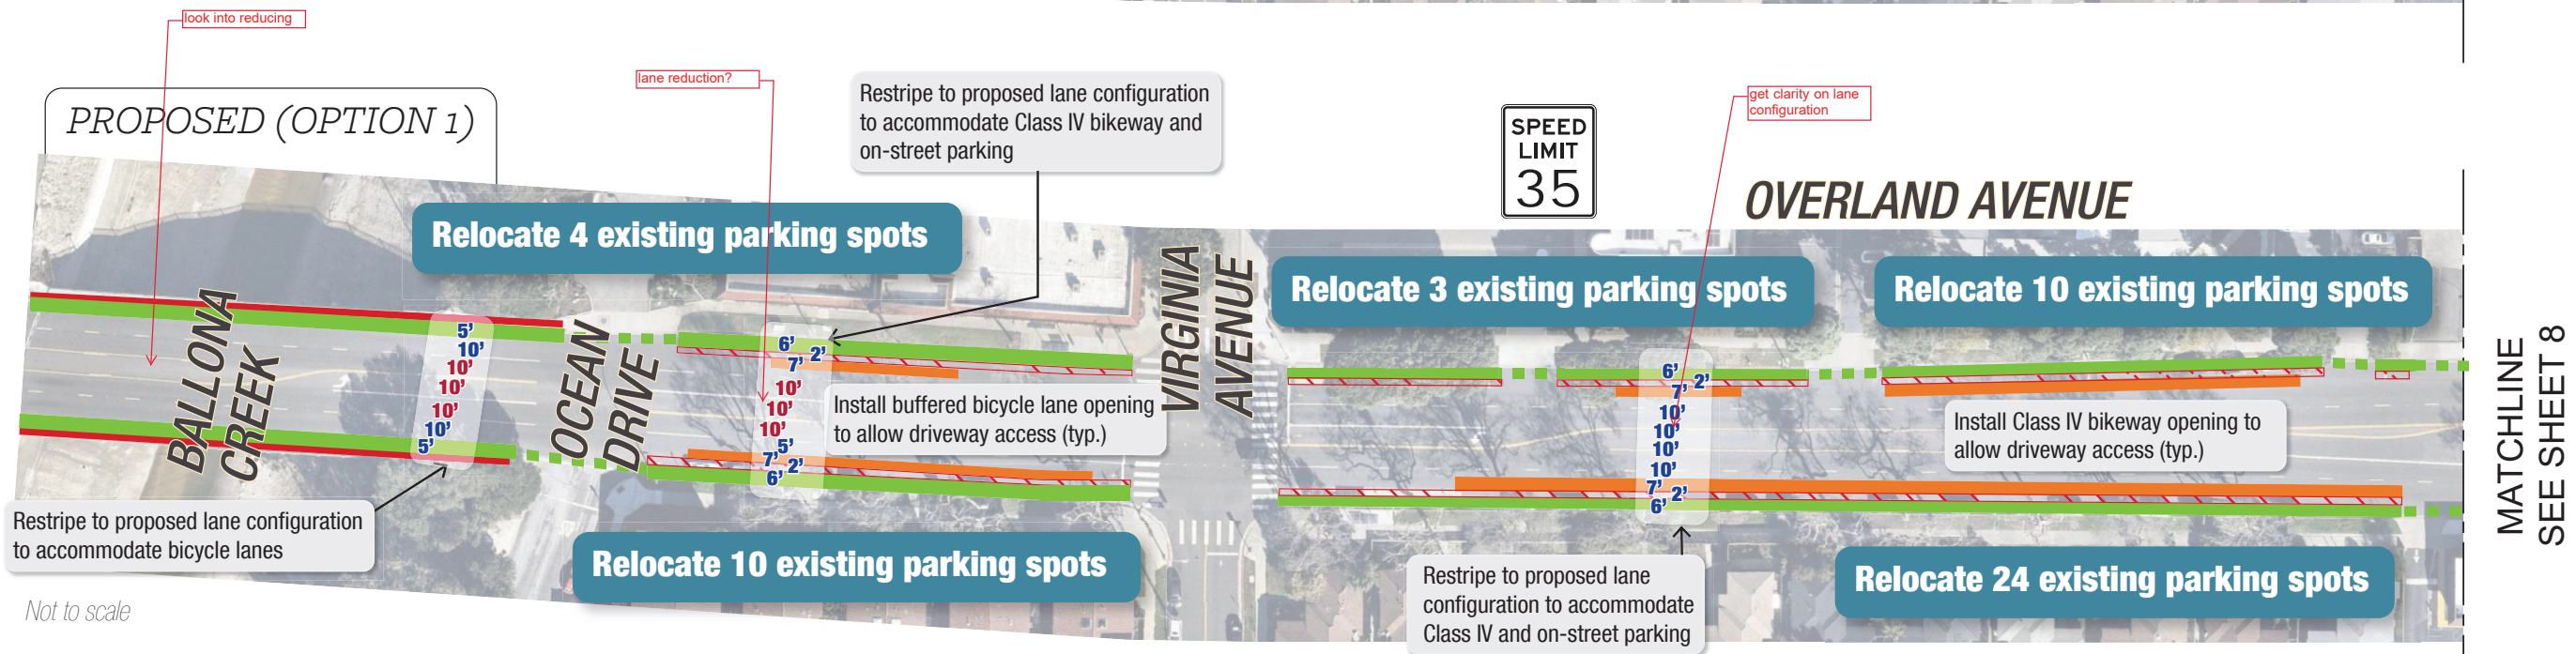 look into reducing
lane reduction?
get clarity on lane
configuration
PROPOSED (OPTION 1)
Restripe to proposed lane configuration
to accommodate Class IV bikeway and
on-street parking
SPEED
LIMIT
35
OVERLAND AVENUE
Relocate 4 existing parking spots
Relocate 3 existing parking spots
Relocate 10 existing parking spots
BALLONA
CREEK
5'
10'
10'
10'
10'
10'
5'
OCEAN
DRIVE
6'
2'
7'
10'
10'
10'
5'
7'
2'
6'
Install buffered bicycle lane opening
to allow driveway access (typ.)
VIRGINIA
AVENUE
6'
2'
7'
10'
10'
10'
10'
7'
2'
6'
Install Class IV bikeway opening to
allow driveway access (typ.)
MATCHLINE
SEE SHEET 8
Restripe to proposed lane configuration
to accommodate bicycle lanes
Relocate 10 existing parking spots
Restripe to proposed lane
configuration to accommodate
Class IV and on-street parking
Relocate 24 existing parking spots
Not to scale